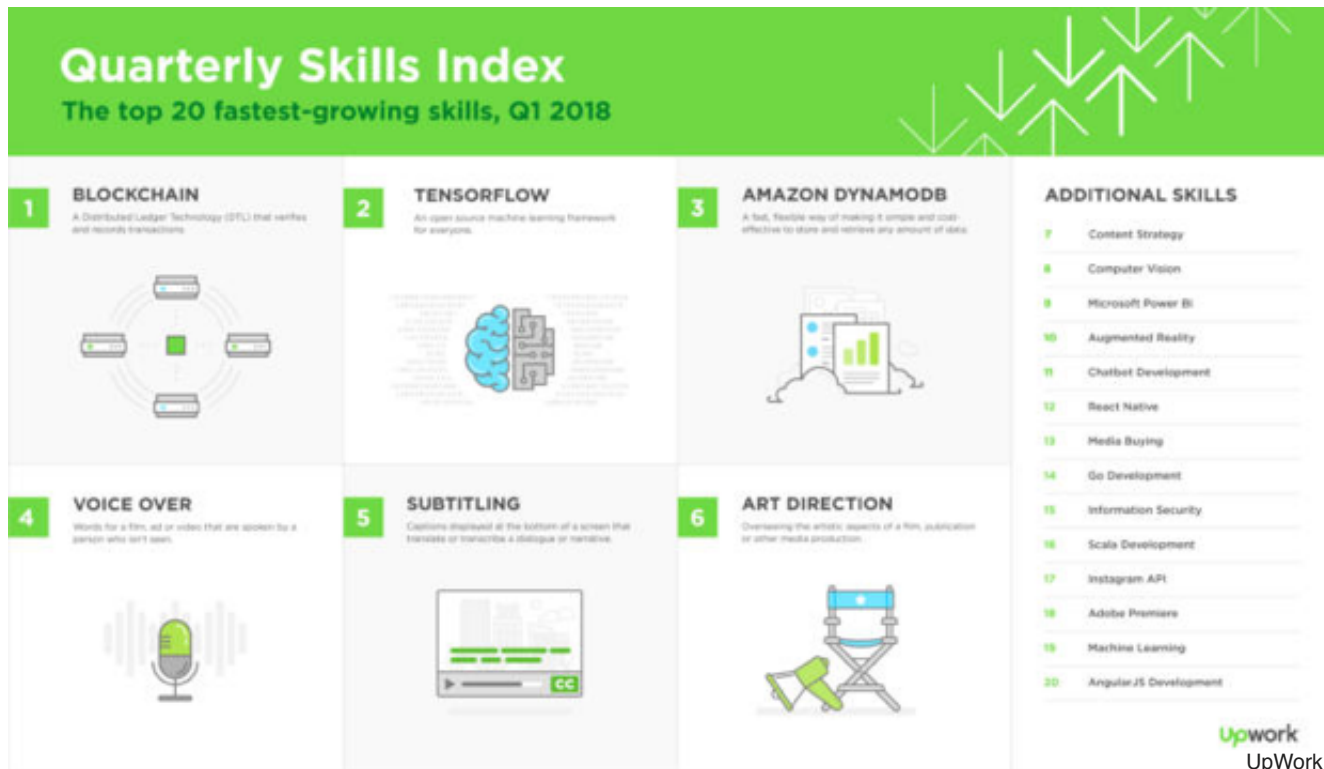 Quarterly Skills Index
The top 20 fastest-growing skills, Q1 2018
1
BLOCKCHAIN
A Distributed Ledger Technology (DTL) that verifies
and records transactions.
2
TENSORFLOW
An open source machine learning framework
for everyone.
3
AMAZON DYNAMODB
A fast, flexible way of making it simple and cost-
effective to store and retrieve any amount of data.
4
VOICE OVER
Words for a film, ad or video that are spoken by a
person who isn't seen.
5
SUBTITLING
Captions displayed at the bottom of a screen that
translate or transcribe a dialogue or narrative.
CC
6
ART DIRECTION
Overseeing the artistic aspects of a film, publication
or other media production.
ADDITIONAL SKILLS
7 Content Strategy
8 Computer Vision
9 Microsoft Power BI
10 Augmented Reality
11 Chatbot Development
12 React Native
13 Media Buying
14 Go Development
15 Information Security
16 Scala Development
17 Instagram API
18 Adobe Premiere
19 Machine Learning
20 AngularJS Development
Upwork
UpWork